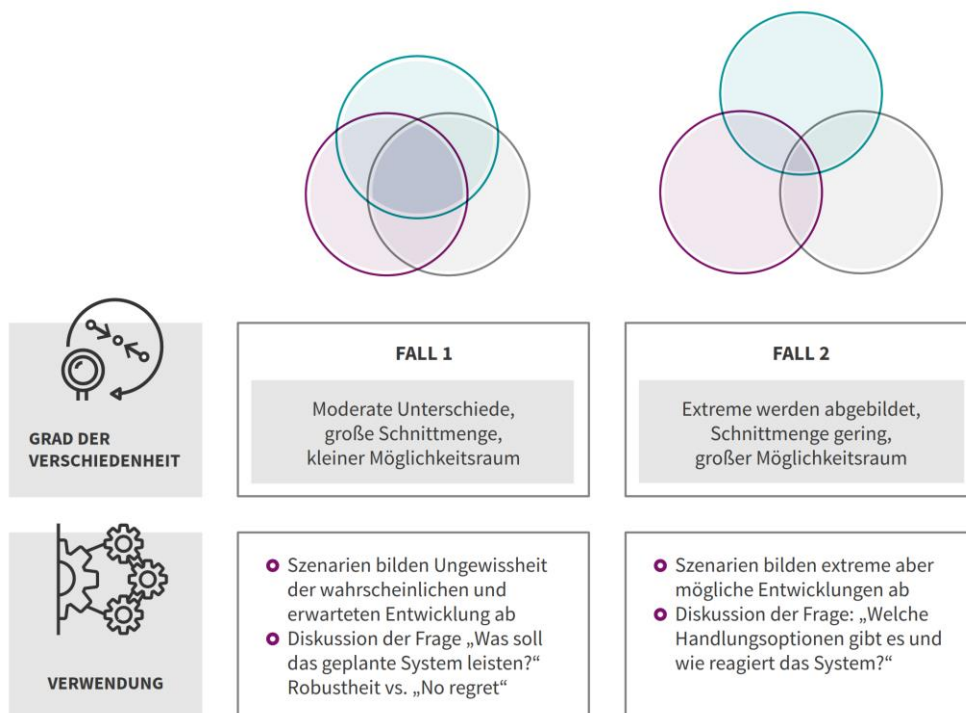 GRAD DER
VERSCHIEDENHEIT
FALL 1
Moderate Unterschiede,
große Schnittmenge,
kleiner Möglichkeitsraum
FALL 2
Extreme werden abgebildet,
Schnittmenge gering,
großer Möglichkeitsraum
VERWENDUNG
Szenarien bilden Ungewissheit
der wahrscheinlichen und
erwarteten Entwicklung ab
Diskussion der Frage „Was soll
das geplante System leisten?“
Robustheit vs. „No regret“
Szenarien bilden extreme aber
mögliche Entwicklungen ab
Diskussion der Frage: „Welche
Handlungsoptionen gibt es und
wie reagiert das System?“